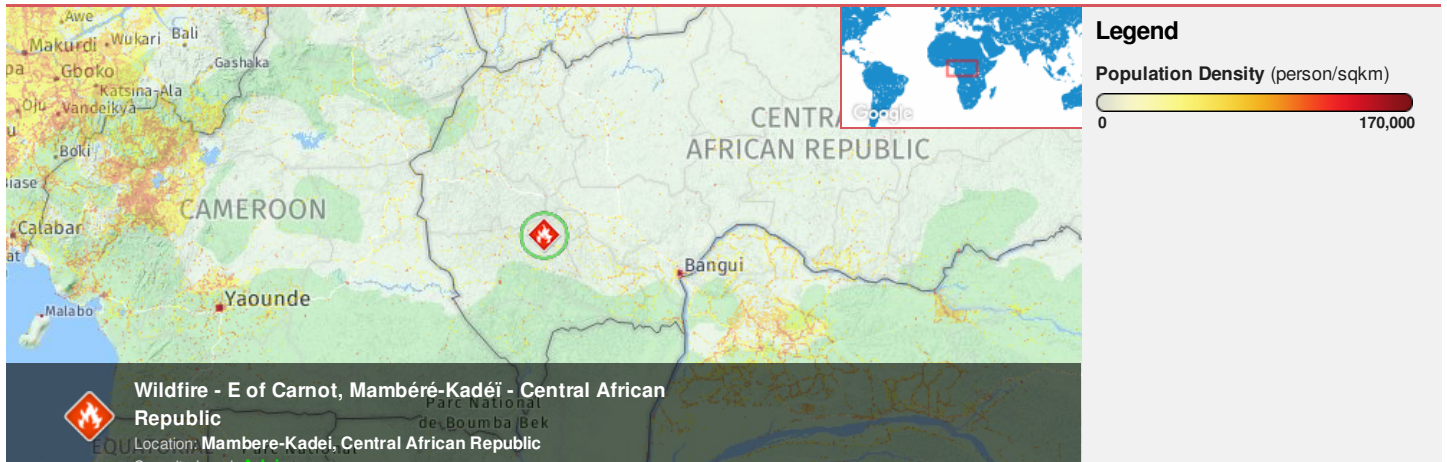 Awe
Makurdi
Wukari
Bali
Gashaka
Gboko
Katsina-Ala
Oju
Vandeikya
Boki
Calabar
CAMEROON
CENTRA
AFRICAN REPUBLIC
Bangui
Yaounde
Malabo
Google
Wildfire - E of Carnot, Mambéré-Kadéï - Central African
Republic
Location: Mambere-Kadei, Central African Republic
Parc National
de Boumba Bek
Legend
Population Density (person/sqkm)
0 170,000